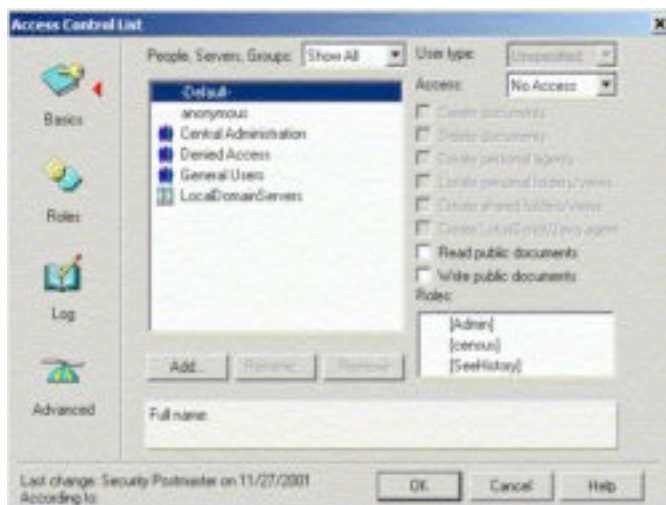 Access Control List
Basics
Roles
Log
Advanced
People, Servers, Groups: Show All
-Default-
anonymous
Central Administration
Denied Access
General Users
LocalDomainServers
Add... Rename... Remove
Full name:
User type: Unspecified
Access: No Access
Create documents
Delete documents
Create personal agents
Create personal folders/views
Create shared folders/views
Create LotusScript/Java agent
Read public documents
Write public documents
Roles:
[Admin]
[census]
[SeeHistory]
Last change: Security Postmaster on 11/27/2001
According to:
OK Cancel Help